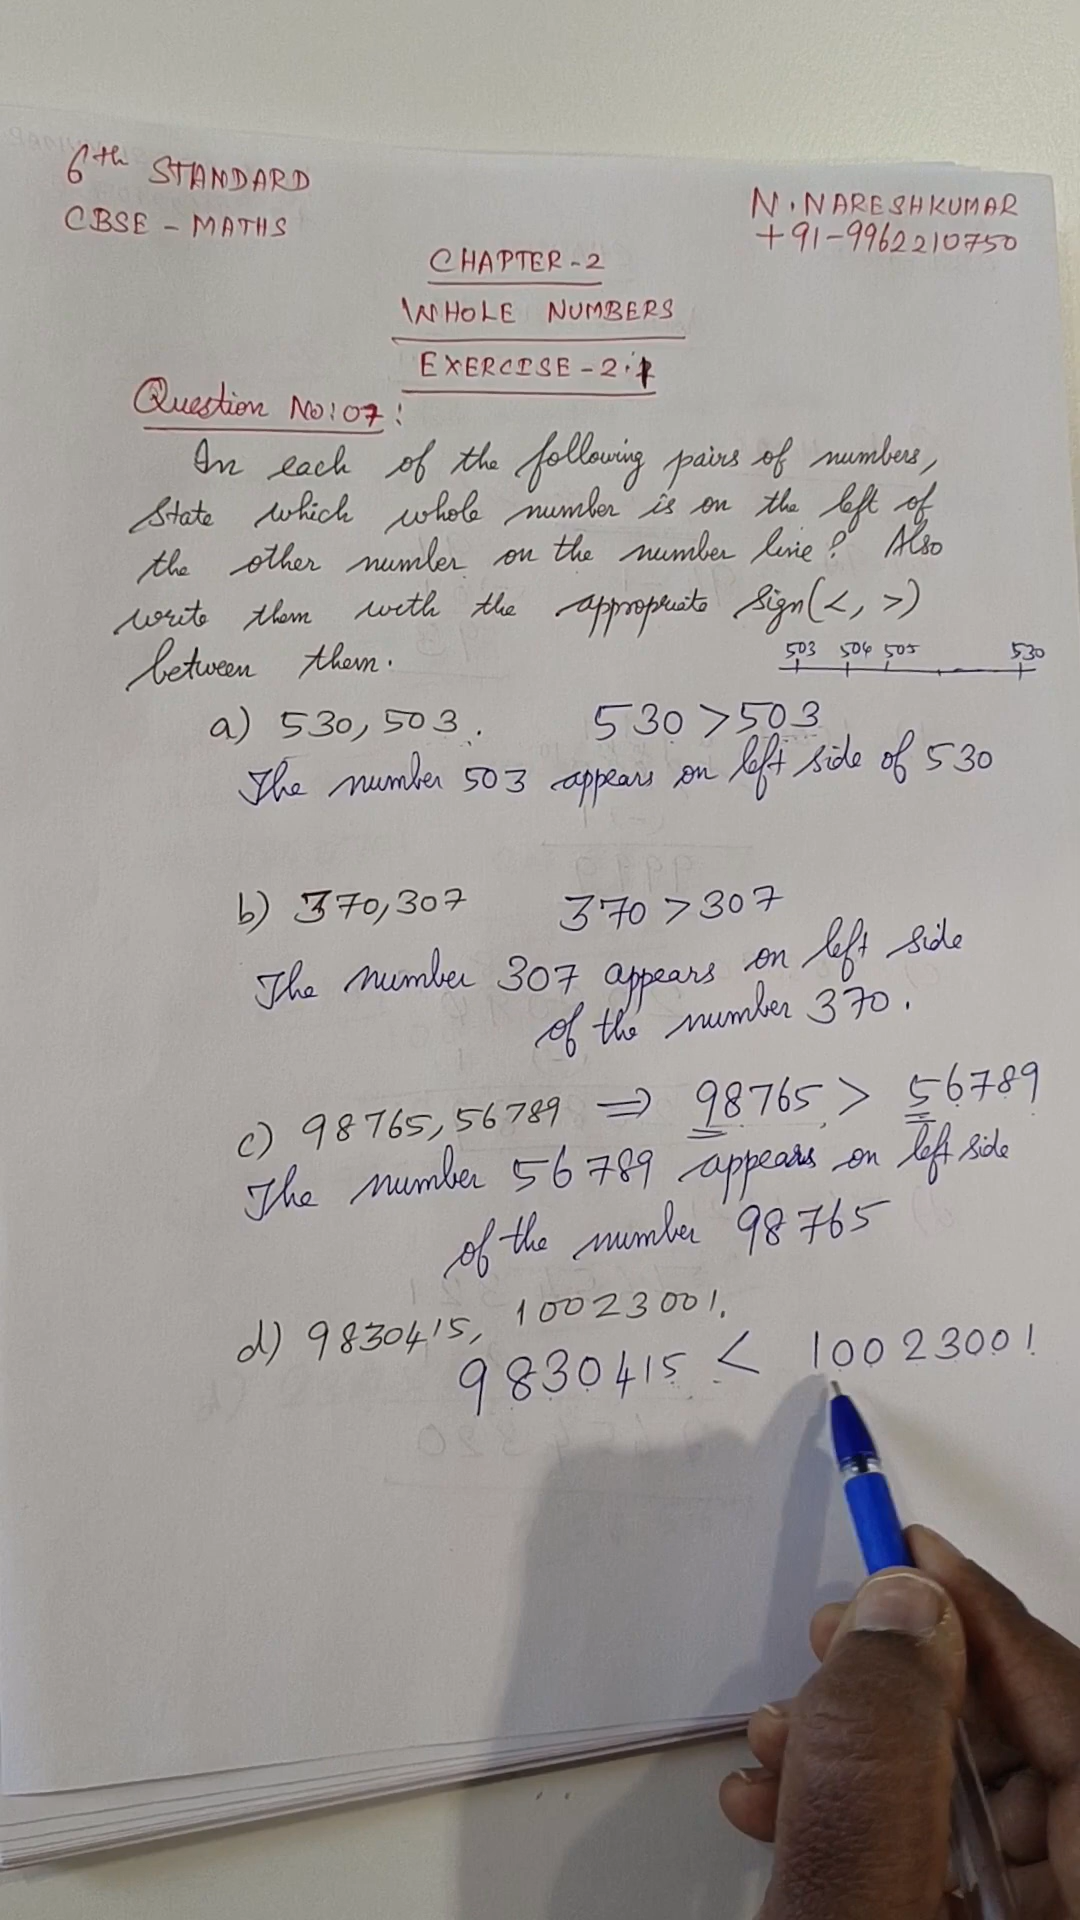 6th STANDARD
CBSE - MATHS
N. NARESHKUMAR
+91-9962210750
CHAPTER-2
WHOLE NUMBERS
EXERCISE-2.1
Question No:07:
In each of the following pairs of numbers,
State which whole number is on the left of
the other number on the number line? Also
write them with the appropriate Sign(<, >)
between them.
503 504 505 530
a) 530, 503. 530 > 503
The number 503 appears on left side of 530
b) 370, 307 370 > 307
The number 307 appears on left side
of the number 370.
c) 98765, 56789 ⇒ 98765 > 56789
The number 56789 appears on left side
of the number 98765
d) 9830415, 10023001.
9830415 < 10023001